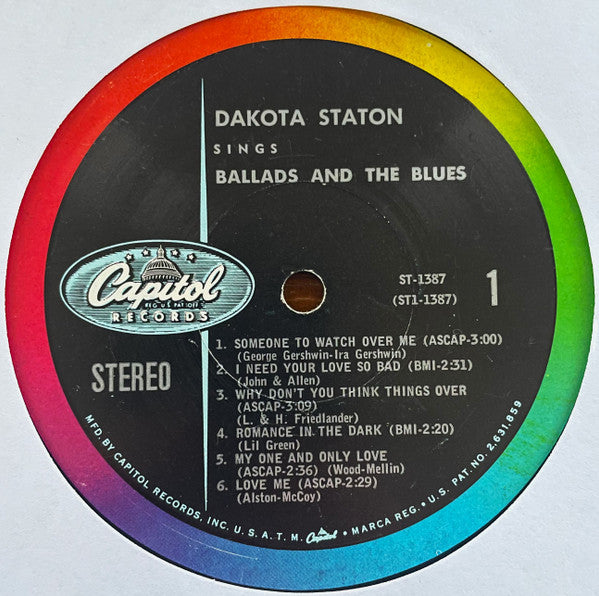 DAKOTA STATON
SINGS
BALLADS AND THE BLUES
Capitol
REG. U.S. PAT. OFF.
RECORDS
STEREO
ST-1387
(ST1-1387)
1
1. SOMEONE TO WATCH OVER ME (ASCAP-3:00)
(George Gershwin-Ira Gershwin)
2. I NEED YOUR LOVE SO BAD (BMI-2:31)
(John & Allen)
3. WHY DON'T YOU THINK THINGS OVER
(ASCAP-3:09)
(L. & H. Friedlander)
4. ROMANCE IN THE DARK (BMI-2:20)
(Lil Green)
5. MY ONE AND ONLY LOVE
(ASCAP-2:36) (Wood-Mellin)
6. LOVE ME (ASCAP-2:29)
(Alston-McCoy)
MFD. BY CAPITOL RECORDS, INC. U.S.A. T.M. Capitol • MARCA REG. • U.S. PAT. NO. 2,631,859